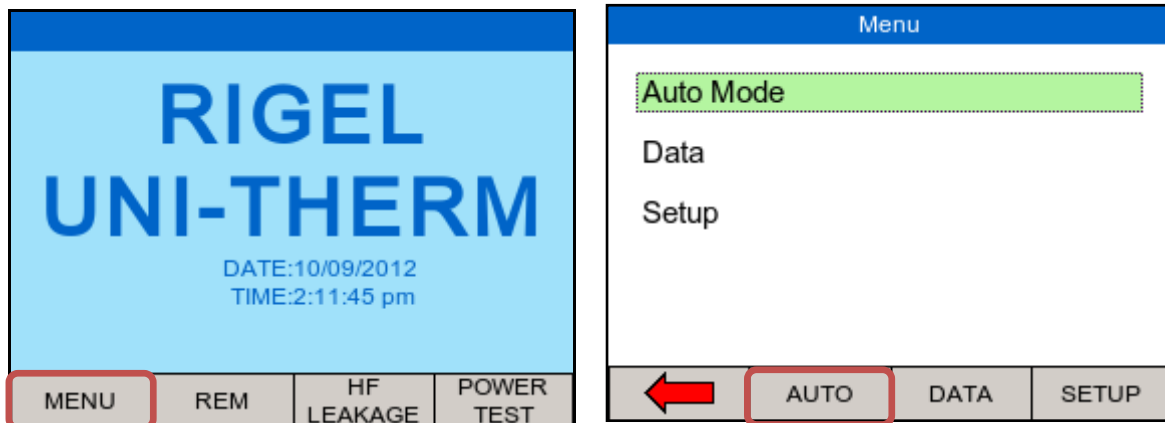 RIGEL
UNI-THERM
DATE:10/09/2012
TIME:2:11:45 pm
MENU
REM
HF
LEAKAGE
POWER
TEST
Menu
Auto Mode
Data
Setup
AUTO
DATA
SETUP